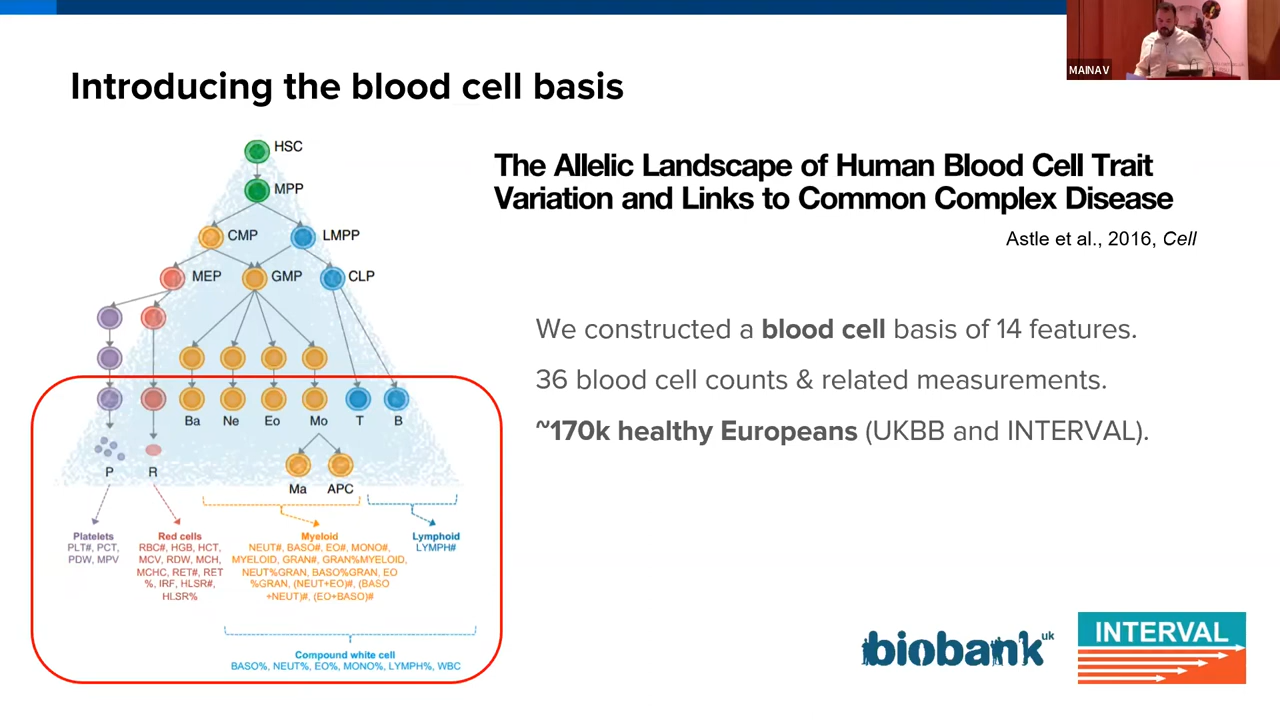 MAINAV
Introducing the blood cell basis
HSC
MPP
CMP
LMPP
MEP
GMP
CLP
Ba
Ne
Eo
Mo
T
B
P
R
Ma
APC
Platelets
PLT#, PCT,
PDW, MPV
Red cells
RBC#, HGB, HCT,
MCV, RDW, MCH,
MCHC, RET#, RET
%, IRF, HLSR#,
HLSR%
Myeloid
NEUT#, BASO#, EO#, MONO#,
MYELOID, GRAN#, GRAN%MYELOID,
NEUT%GRAN, BASO%GRAN, EO
%GRAN, (NEUT+EO)#, (BASO
+NEUT)#, (EO+BASO)#
Lymphoid
LYMPH#
Compound white cell
BASO%, NEUT%, EO%, MONO%, LYMPH%, WBC
The Allelic Landscape of Human Blood Cell Trait
Variation and Links to Common Complex Disease
Astle et al., 2016, Cell
We constructed a blood cell basis of 14 features.
36 blood cell counts & related measurements.
~170k healthy Europeans (UKBB and INTERVAL).
biobank uk
INTERVAL